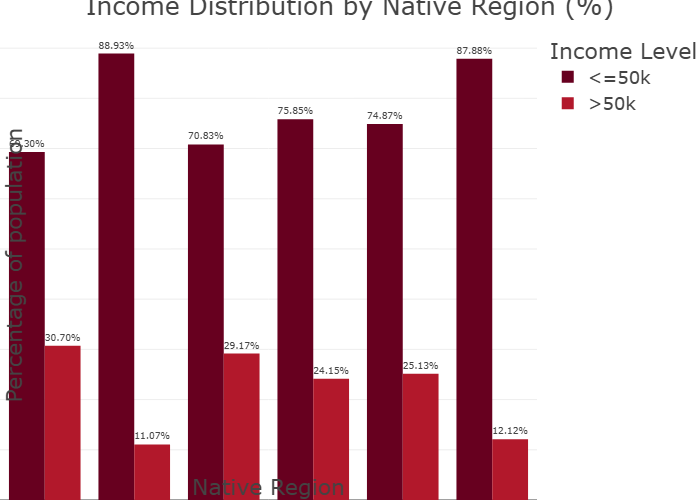 Income Distribution by Native Region (%)
Income Level
<=50k
>50k
Percentage of population
88.93%
87.88%
75.85%
74.87%
70.83%
30.70%
29.17%
25.13%
24.15%
12.12%
11.07%
Native Region